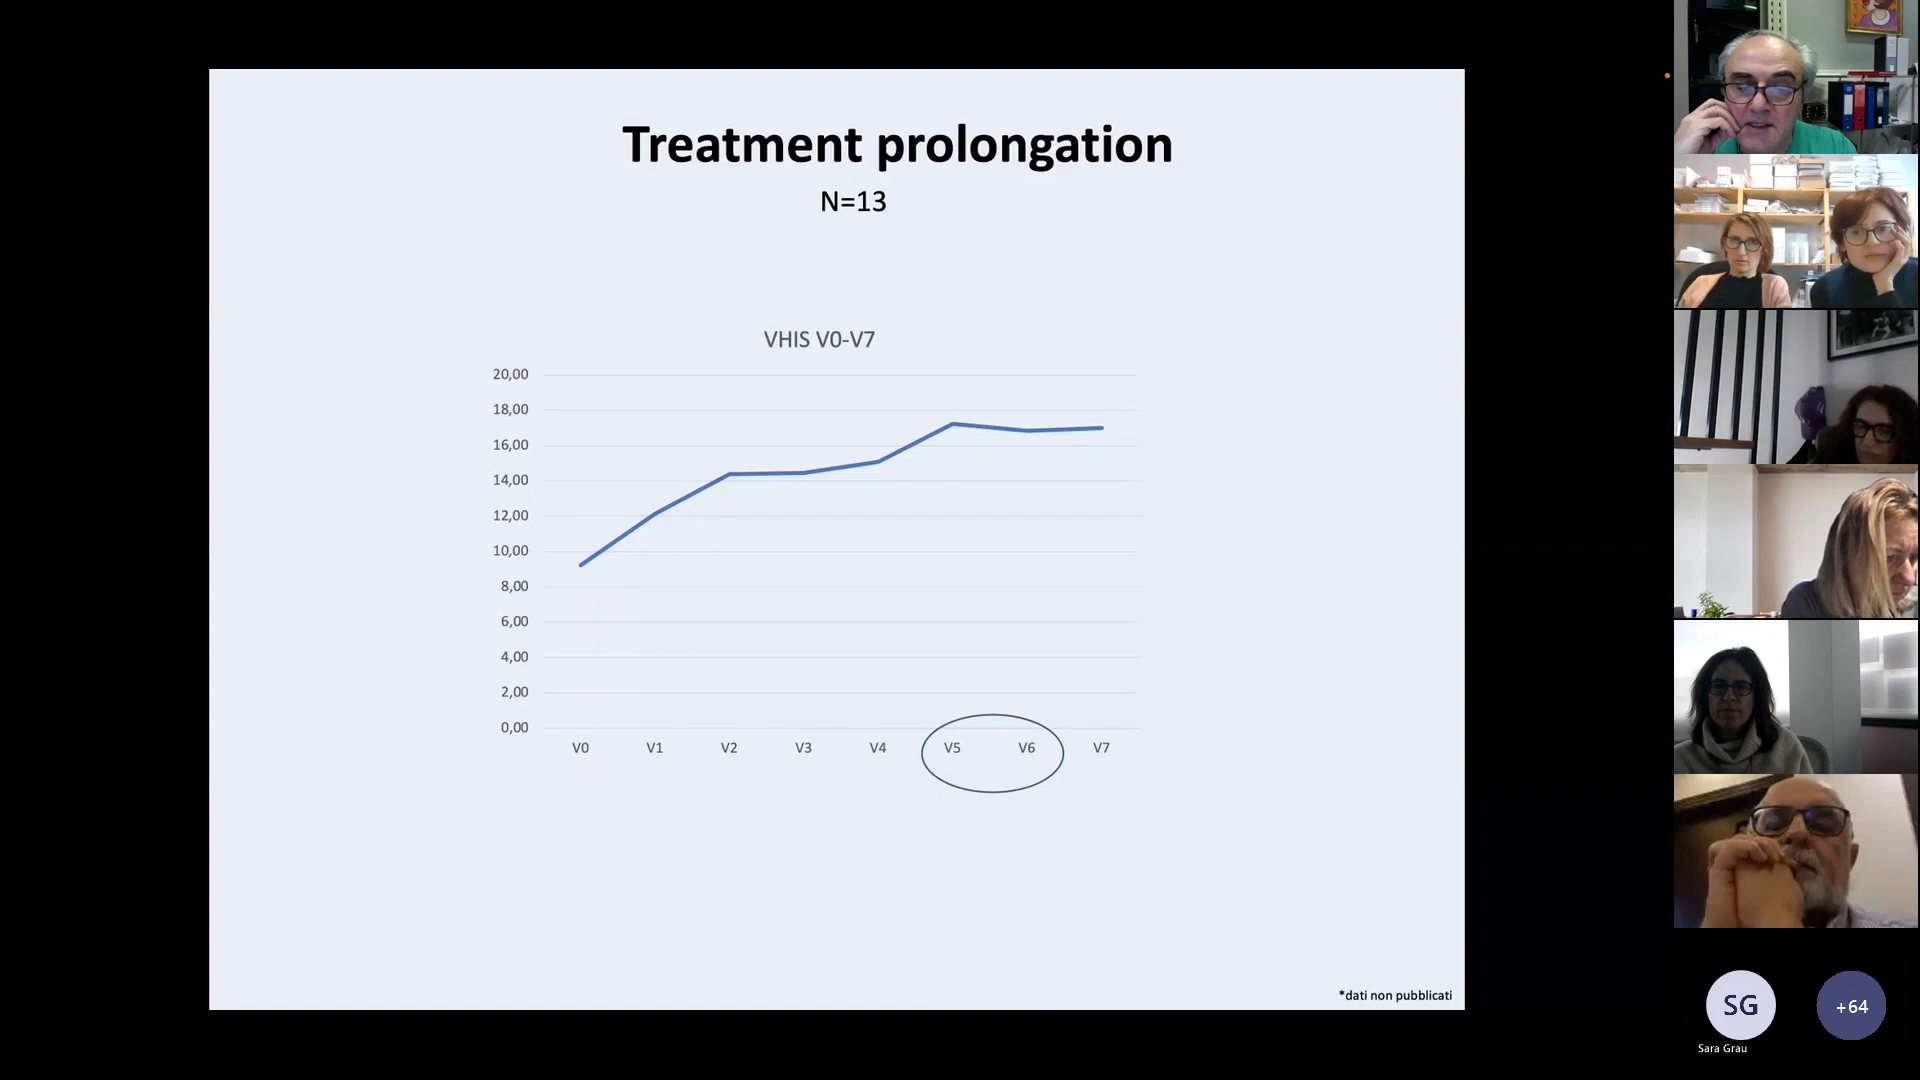 Treatment prolongation
N=13
VHIS V0-V7
20,00
18,00
16,00
14,00
12,00
10,00
8,00
6,00
4,00
2,00
0,00
V0 V1 V2 V3 V4 V5 V6 V7
*dati non pubblicati
SG
+64
Sara Grau